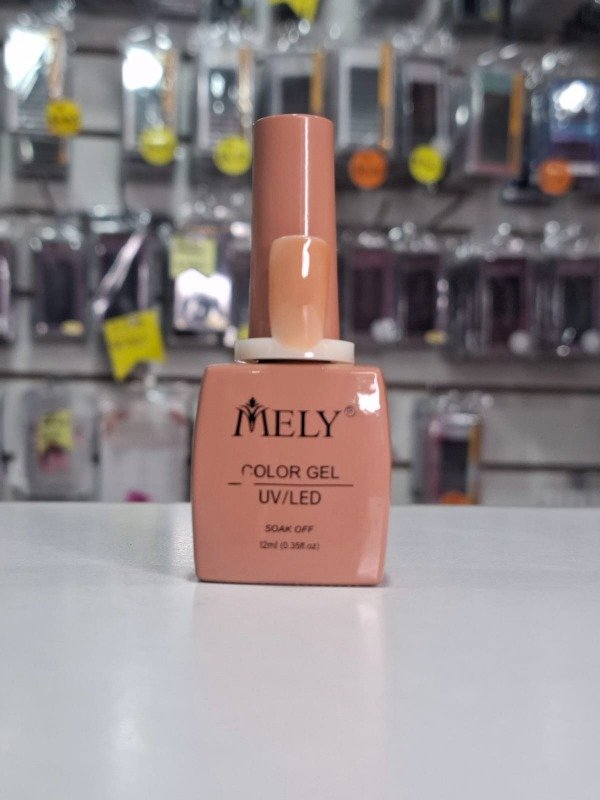 MELY®
COLOR GEL
UV/LED
SOAK OFF
12ml (0.35fl.oz)